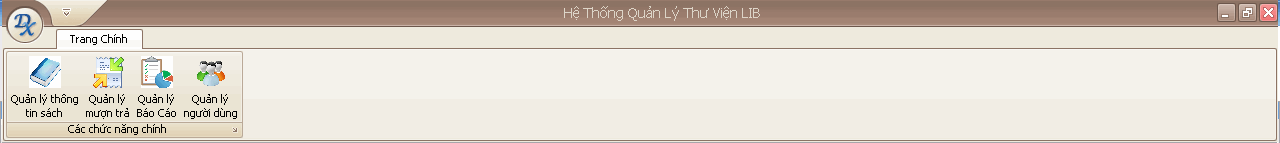 Hệ Thống Quản Lý Thư Viện LIB
DX
Trang Chính
Quản lý thông
tin sách
Quản lý
mượn trả
Quản lý
Báo Cáo
Quản lý
người dùng
Các chức năng chính